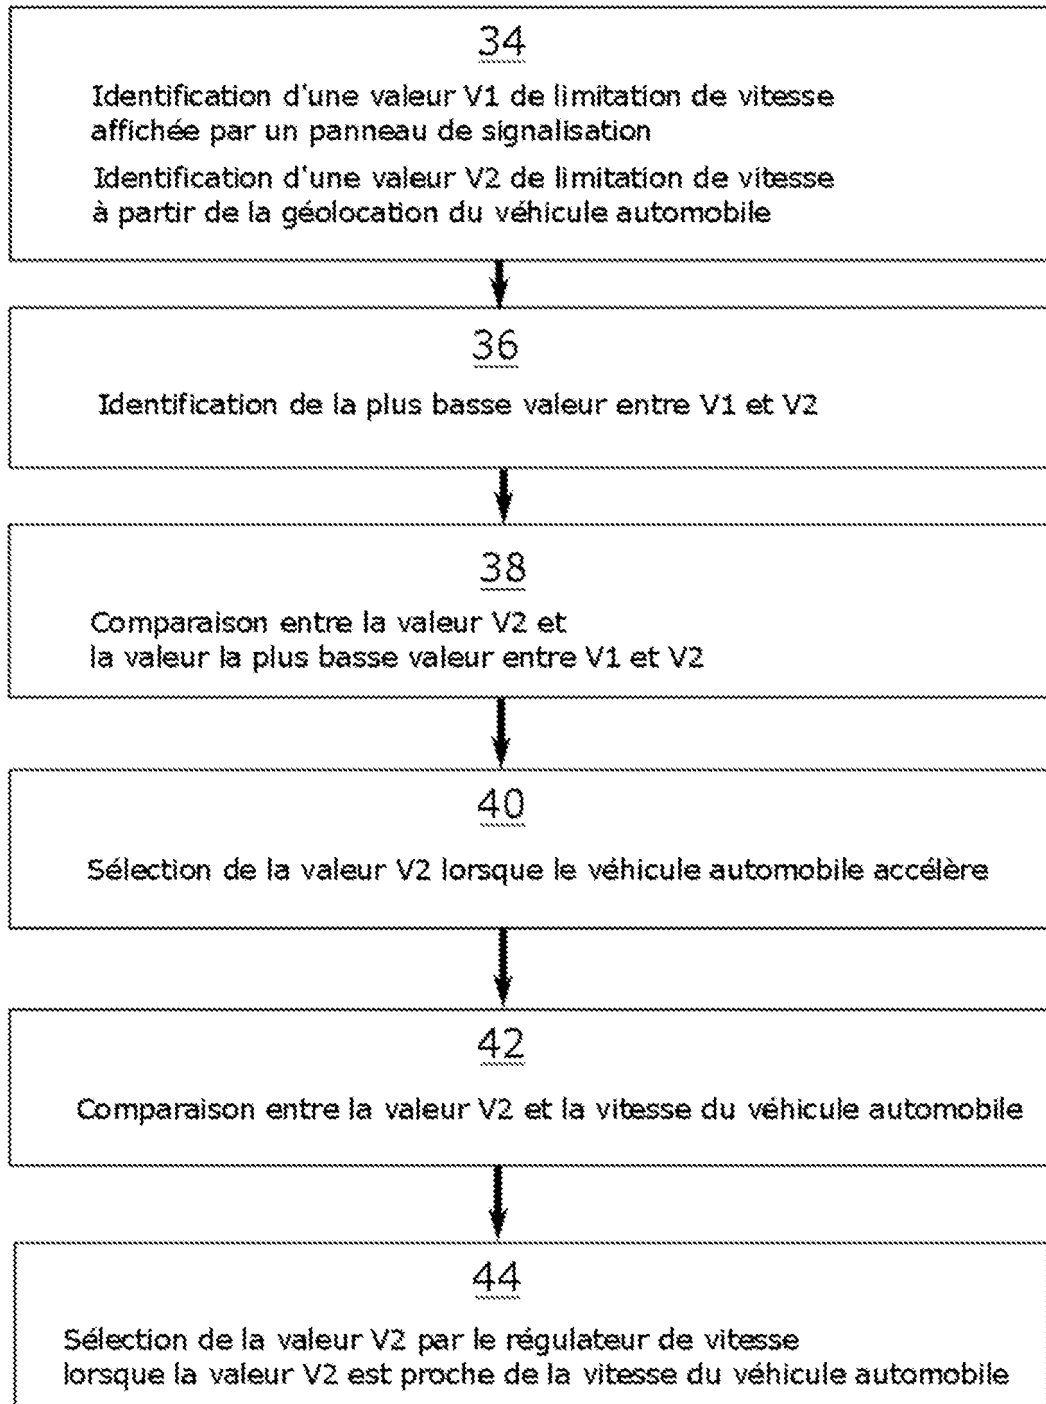 34
Identification d'une valeur V1 de limitation de vitesse
affichée par un panneau de signalisation
Identification d'une valeur V2 de limitation de vitesse
à partir de la géolocation du véhicule automobile
36
Identification de la plus basse valeur entre V1 et V2
38
Comparaison entre la valeur V2 et
la valeur la plus basse valeur entre V1 et V2
40
Sélection de la valeur V2 lorsque le véhicule automobile accélère
42
Comparaison entre la valeur V2 et la vitesse du véhicule automobile
44
Sélection de la valeur V2 par le régulateur de vitesse
lorsque la valeur V2 est proche de la vitesse du véhicule automobile